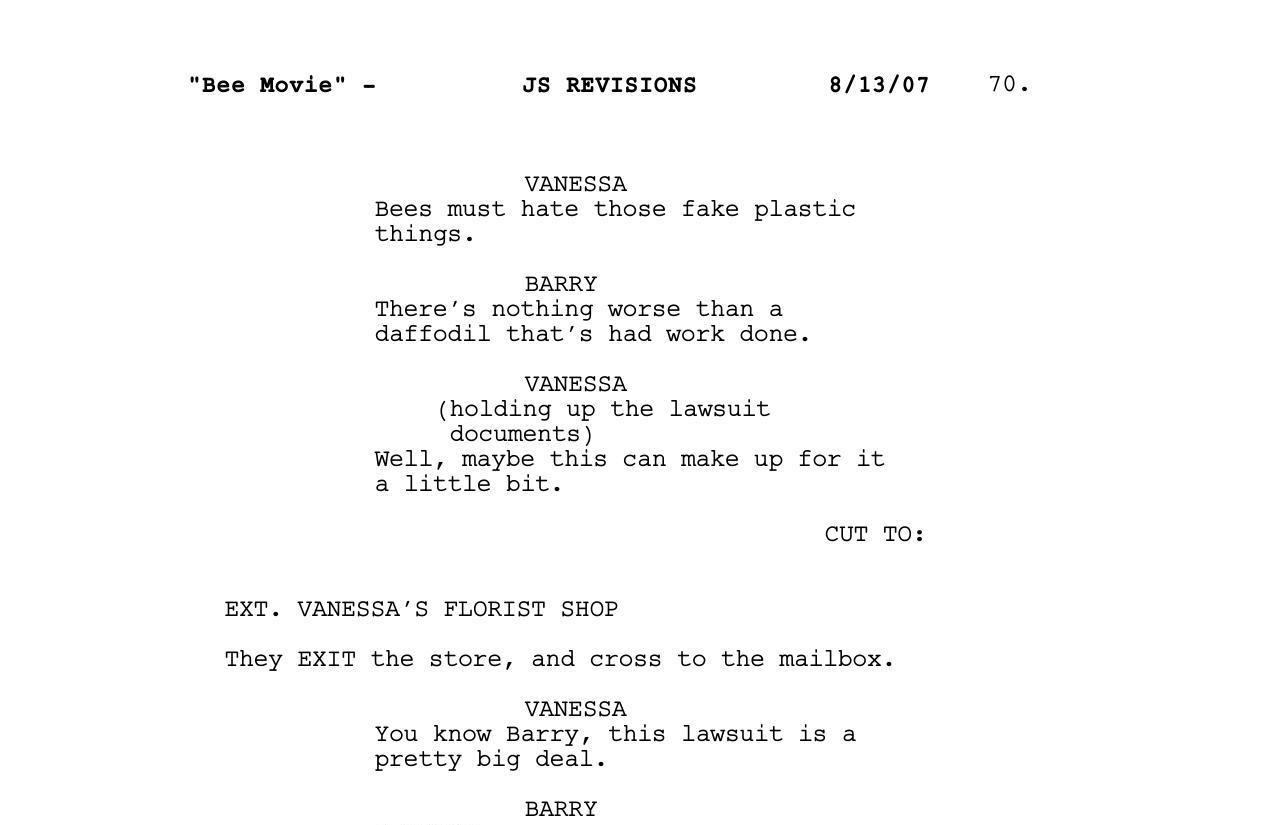 "Bee Movie" - JS REVISIONS 8/13/07 70.
VANESSA
Bees must hate those fake plastic
things.
BARRY
There’s nothing worse than a
daffodil that’s had work done.
VANESSA
(holding up the lawsuit
documents)
Well, maybe this can make up for it
a little bit.
CUT TO:
EXT. VANESSA’S FLORIST SHOP
They EXIT the store, and cross to the mailbox.
VANESSA
You know Barry, this lawsuit is a
pretty big deal.
BARRY